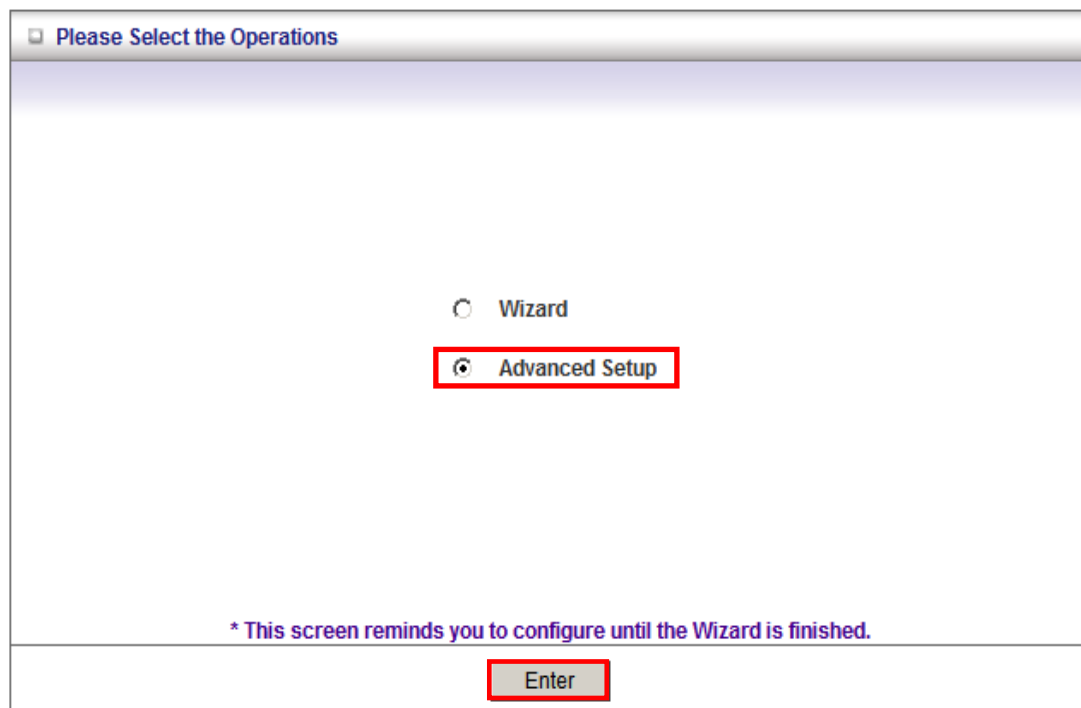 Please Select the Operations
Wizard
Advanced Setup
* This screen reminds you to configure until the Wizard is finished.
Enter